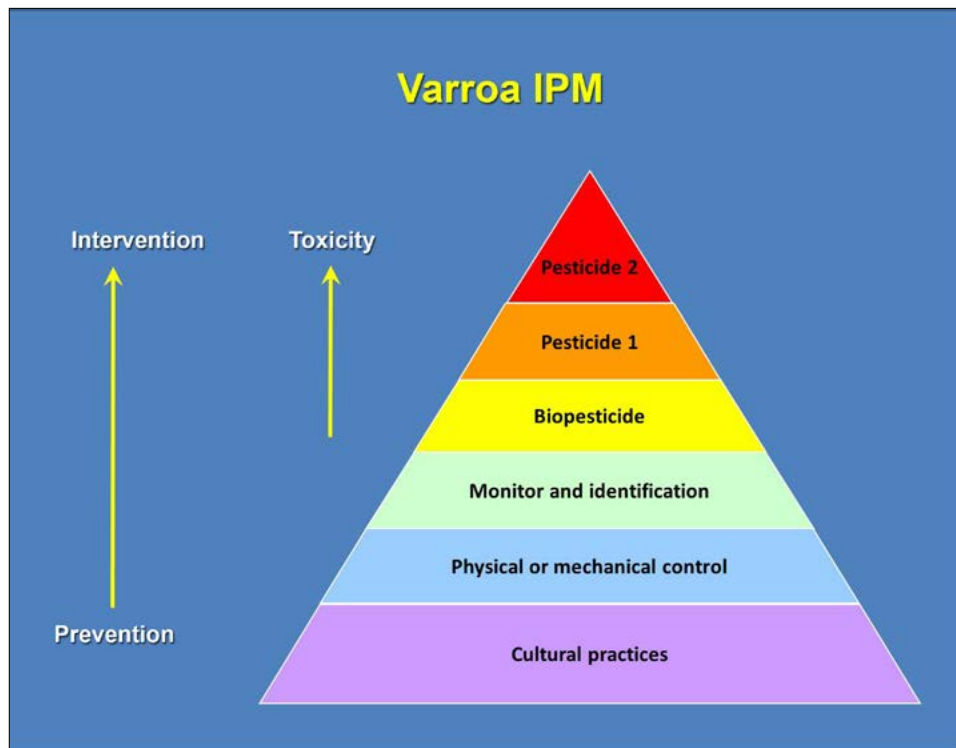 Varroa IPM
Intervention
Toxicity
Prevention
Pesticide 2
Pesticide 1
Biopesticide
Monitor and identification
Physical or mechanical control
Cultural practices